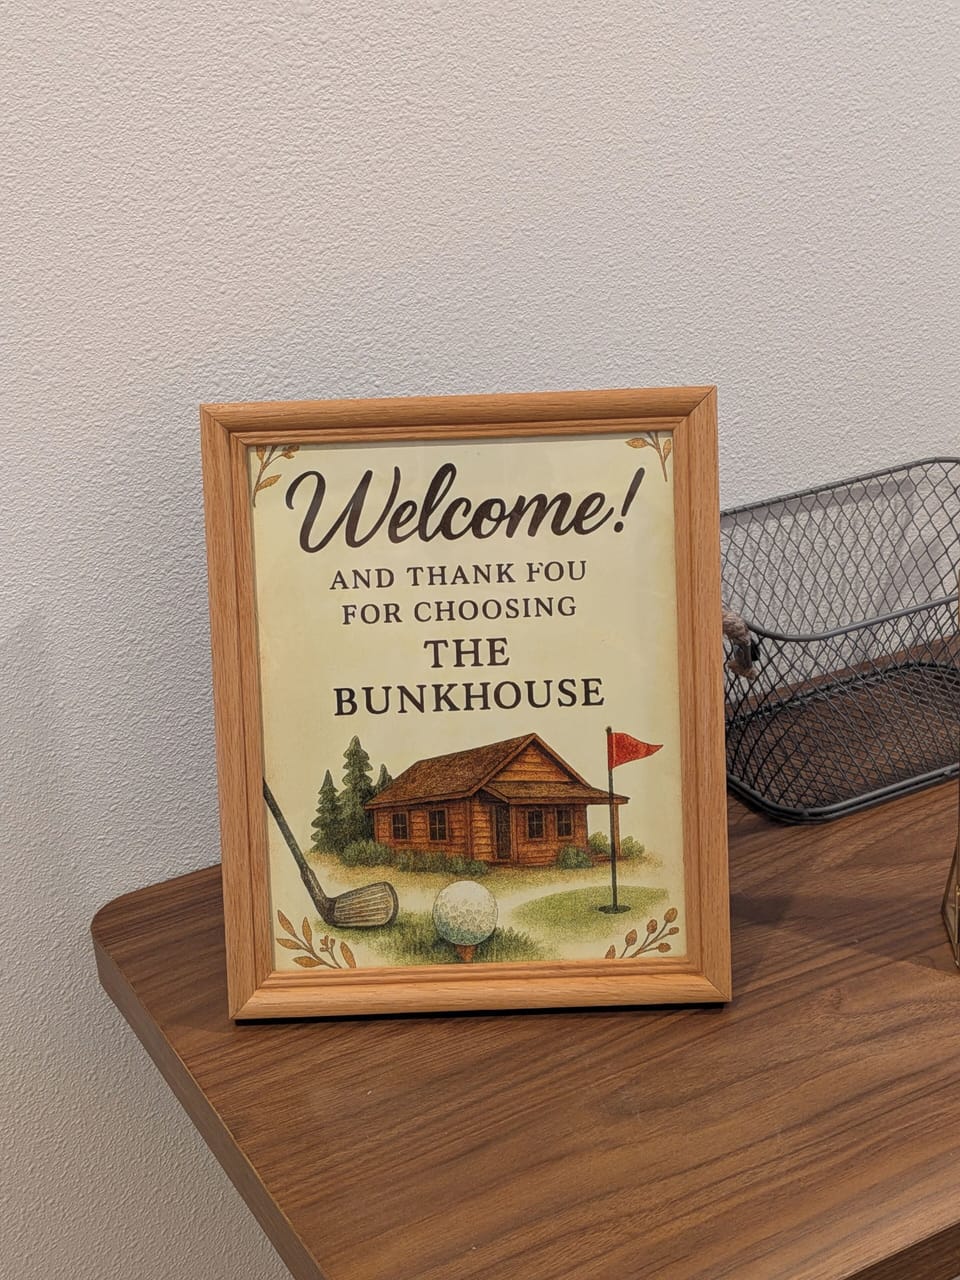 Welcome!
AND THANK FOU
FOR CHOOSING
THE
BUNKHOUSE